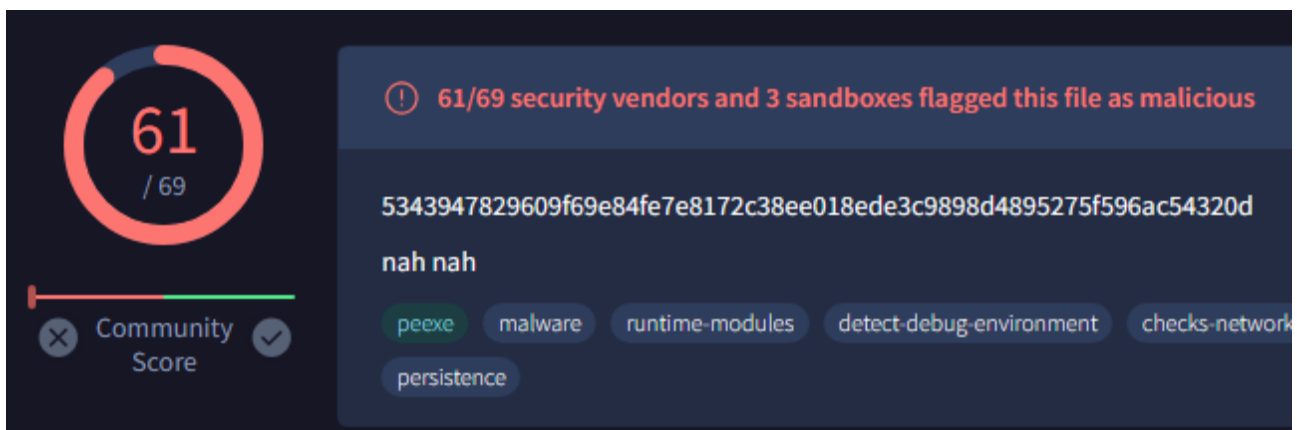 61
/ 69
Community
Score
61/69 security vendors and 3 sandboxes flagged this file as malicious
5343947829609f69e84fe7e8172c38ee018ede3c9898d4895275f596ac54320d
nah nah
peexe malware runtime-modules detect-debug-environment checks-network
persistence